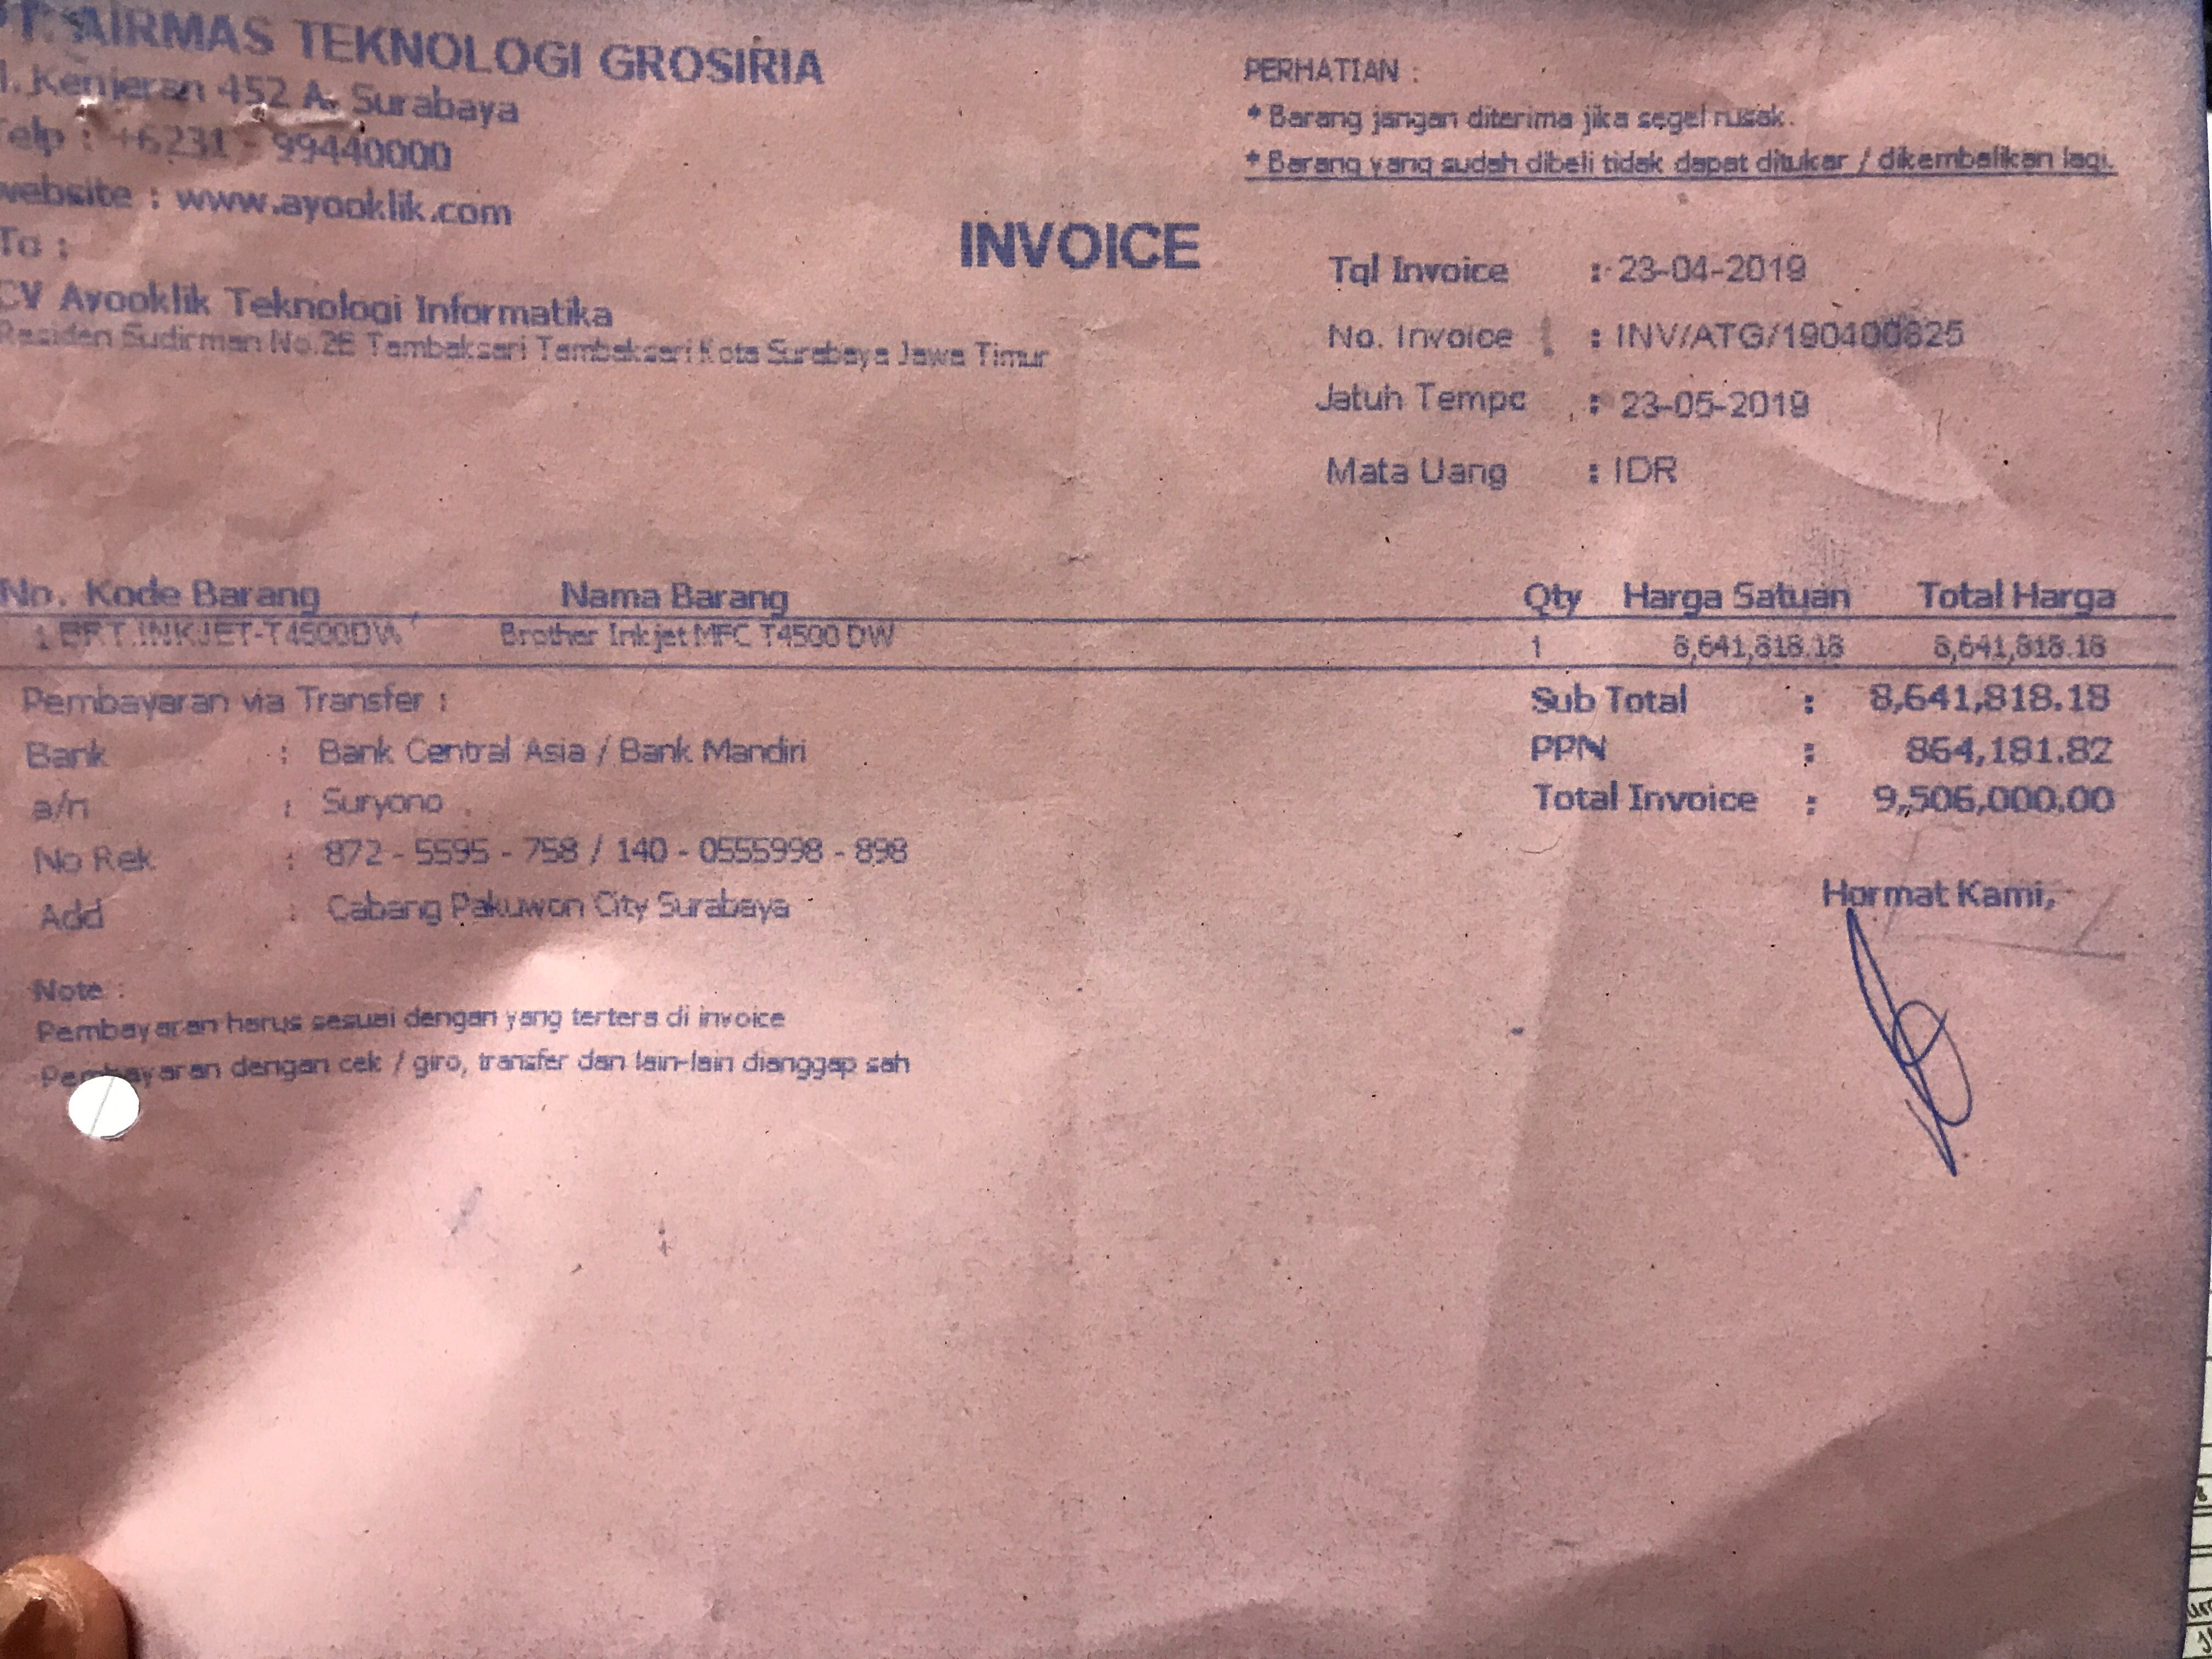 PT. AIRMAS TEKNOLOGI GROSIRIA
Jl. Kenjeran 452 A. Surabaya
Telp : +6231 - 99440000
website : www.ayooklik.com
To :
CV Ayooklik Teknologi Informatika
Residen Sudirman No.2E Tambaksari Tambaksari Kota Surabaya Jawa Timur
PERHATIAN :
* Barang jangan diterima jika segel rusak.
* Barang yang sudah dibeli tidak dapat ditukar / dikembalikan lagi.
INVOICE
Tgl Invoice : 23-04-2019
No. Invoice : INV/ATG/190400825
Jatuh Tempo : 23-05-2019
Mata Uang : IDR
No. Kode Barang Nama Barang Qty Harga Satuan Total Harga
1 BRT.INKJET-T4500DW Brother Inkjet MFC T4500 DW 1 8,641,818.18 8,641,818.18
Sub Total : 8,641,818.18
PPN : 864,181.82
Total Invoice : 9,506,000.00
Pembayaran via Transfer :
Bank : Bank Central Asia / Bank Mandiri
a/n : Suryono
No Rek : 872 - 5595 - 758 / 140 - 0555998 - 898
Add : Cabang Pakuwon City Surabaya
Hormat Kami,
Note :
Pembayaran harus sesuai dengan yang tertera di invoice
Pembayaran dengan cek / giro, transfer dan lain-lain dianggap sah